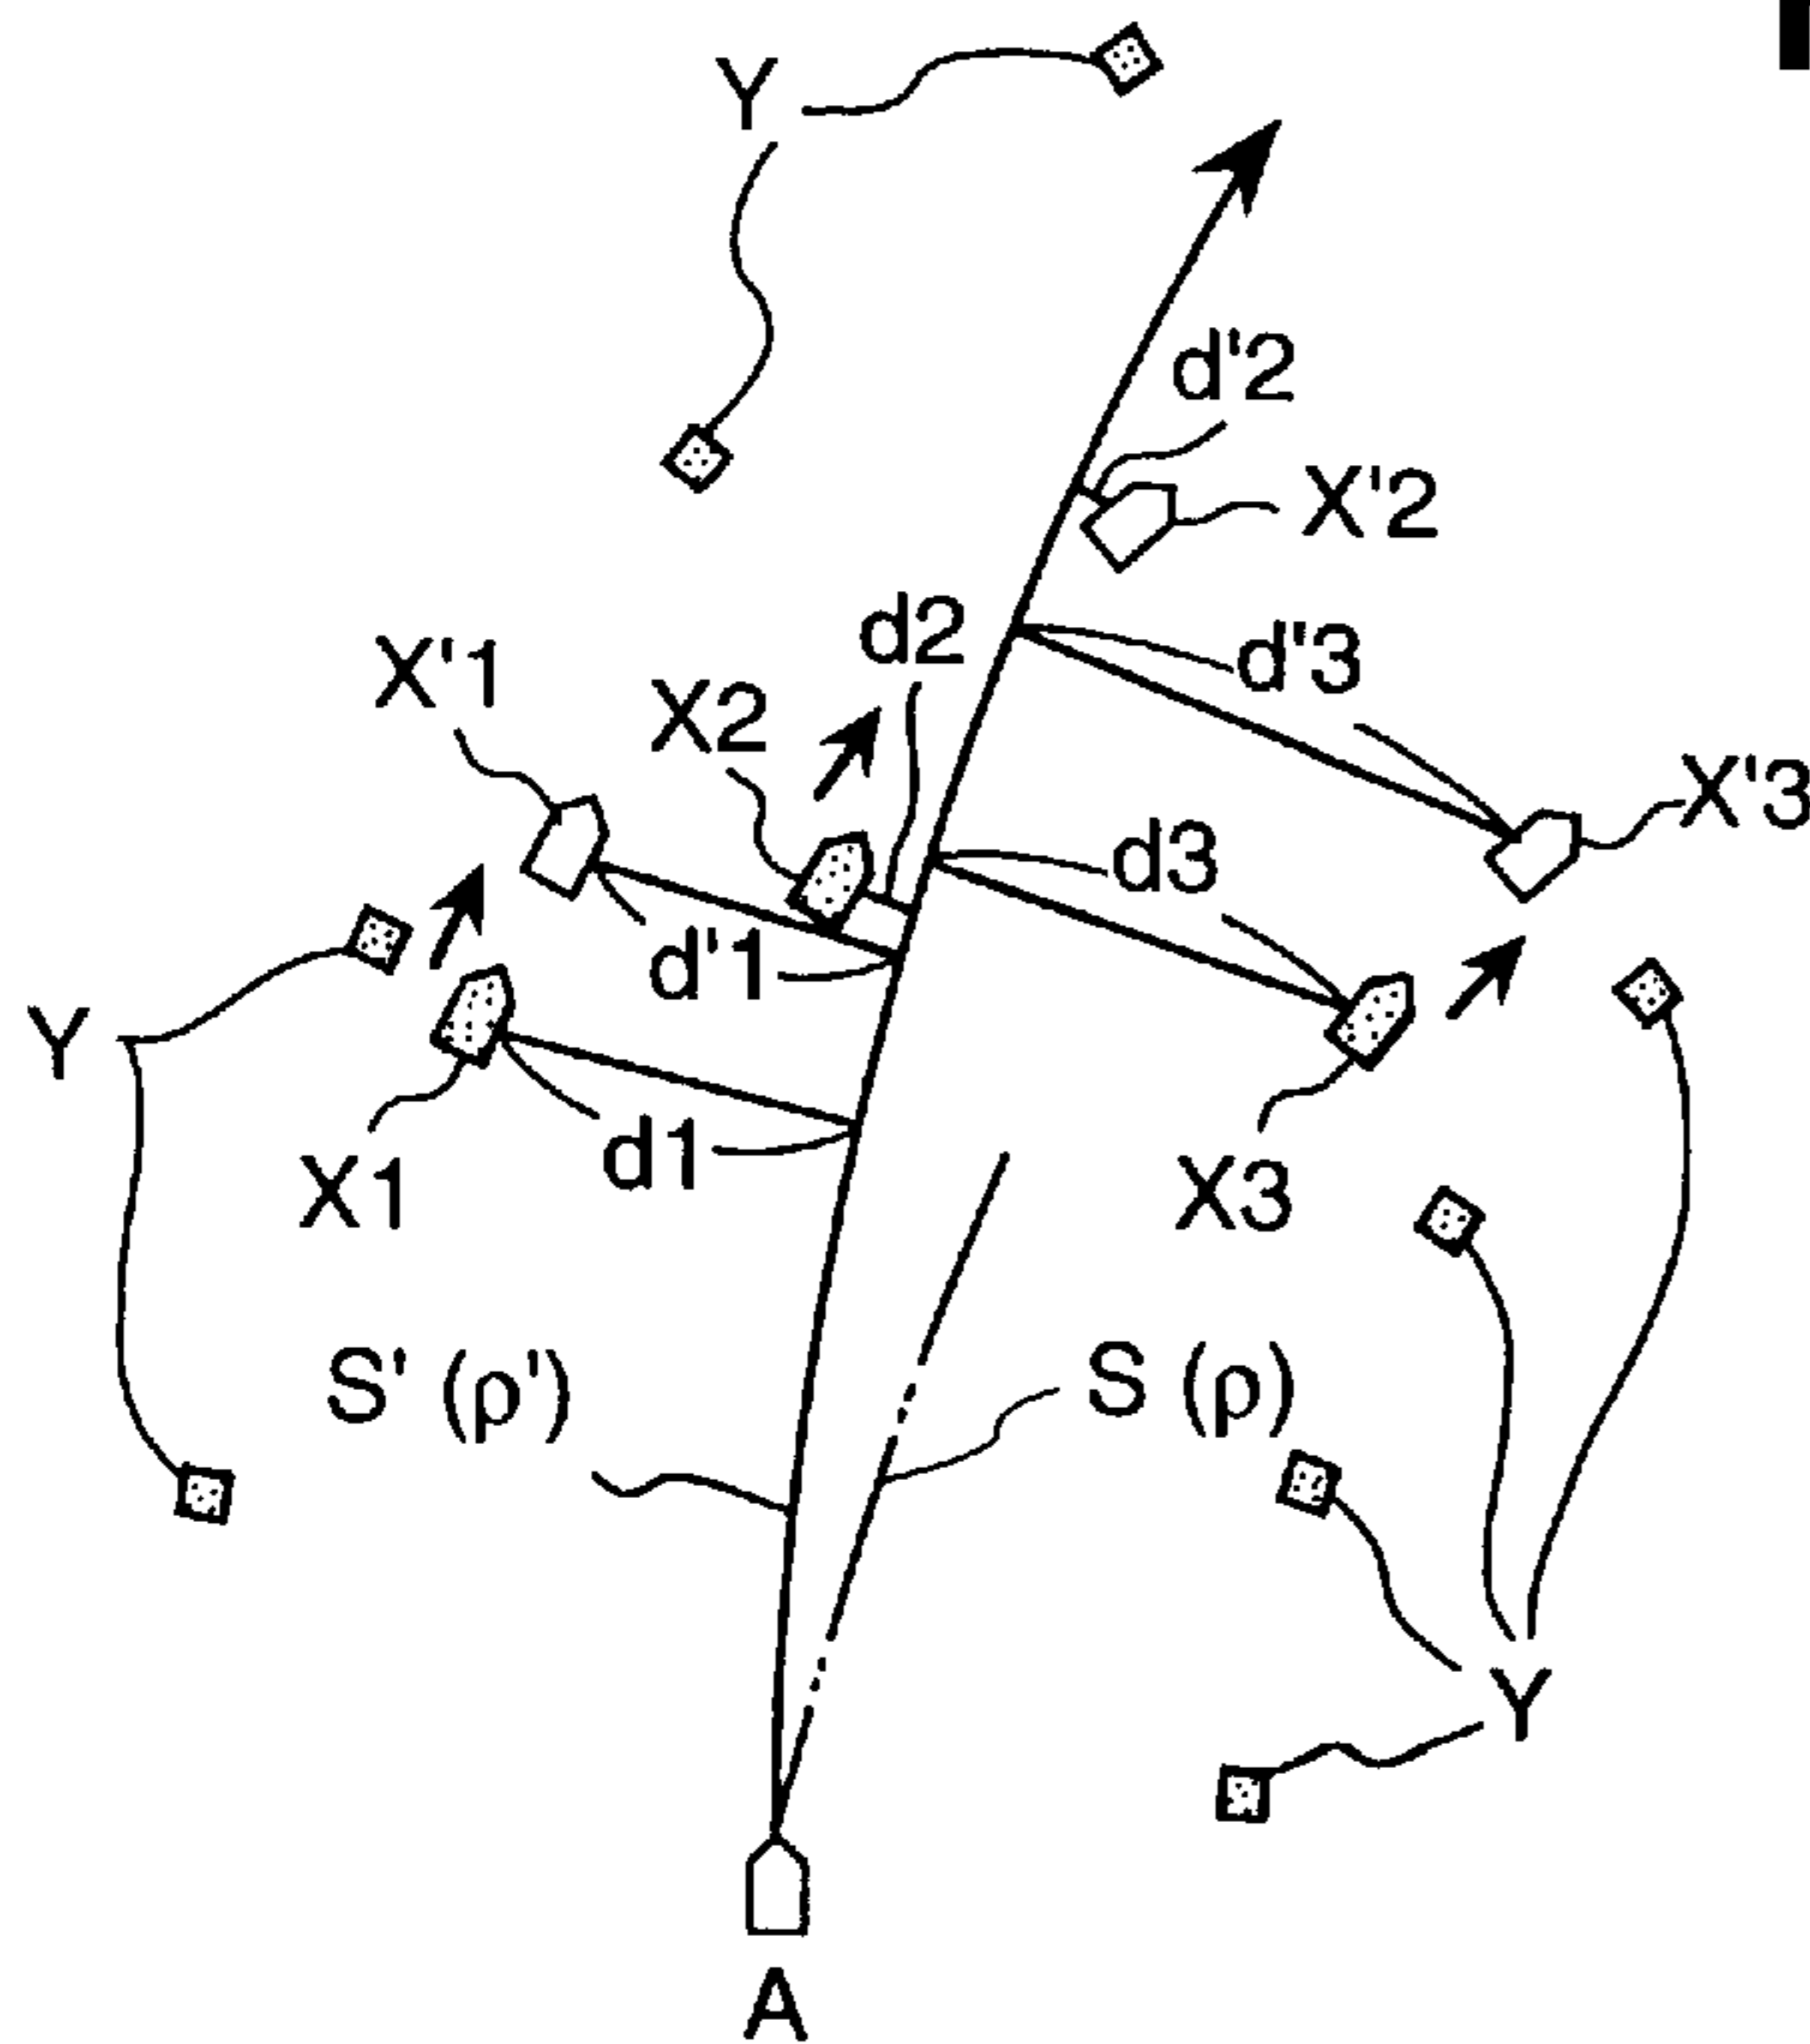 Y
d'2
X'2
d2
X'1
X2
d'3
X'3
d3
d'1
Y
X1
d1
X3
S' (ρ')
S (ρ)
Y
A